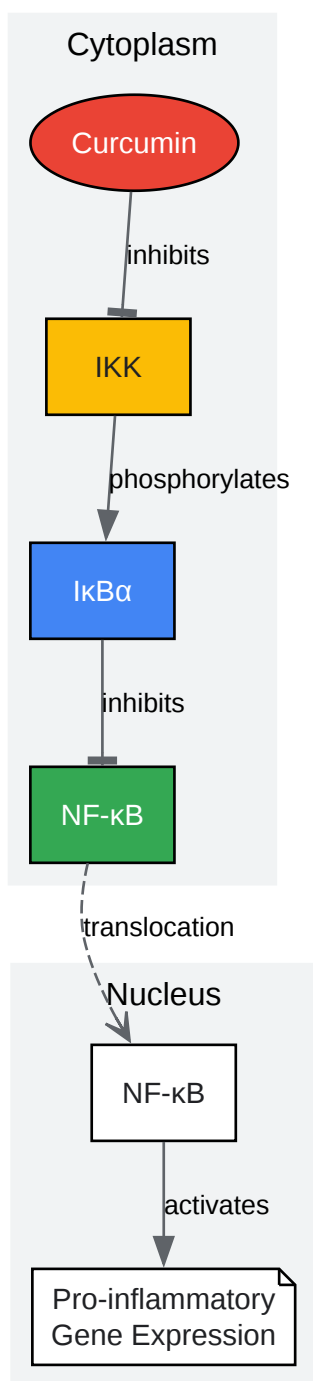 Cytoplasm
Curcumin
inhibits
IKK
phosphorylates
IκBα
inhibits
NF-κB
translocation
Nucleus
NF-κB
activates
Pro-inflammatory
Gene Expression